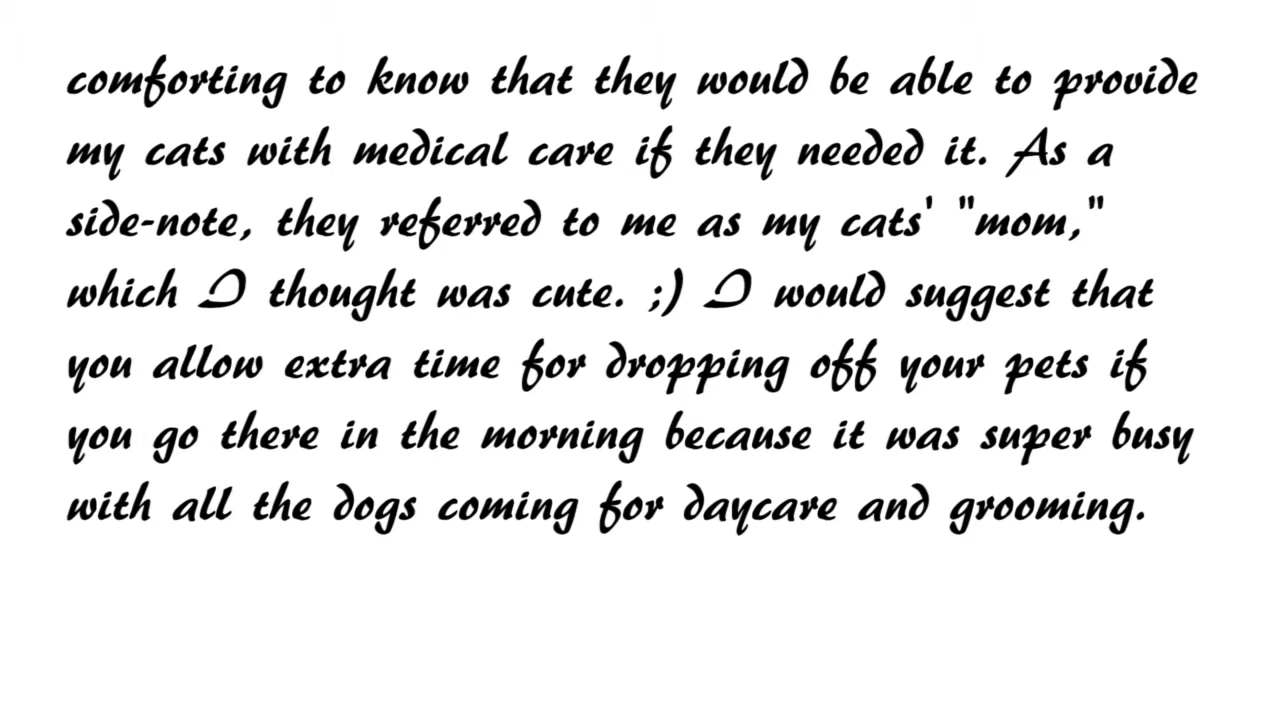 comforting to know that they would be able to provide
my cats with medical care if they needed it. As a
side-note, they referred to me as my cats' "mom,"
which I thought was cute. ;) I would suggest that
you allow extra time for dropping off your pets if
you go there in the morning because it was super busy
with all the dogs coming for daycare and grooming.